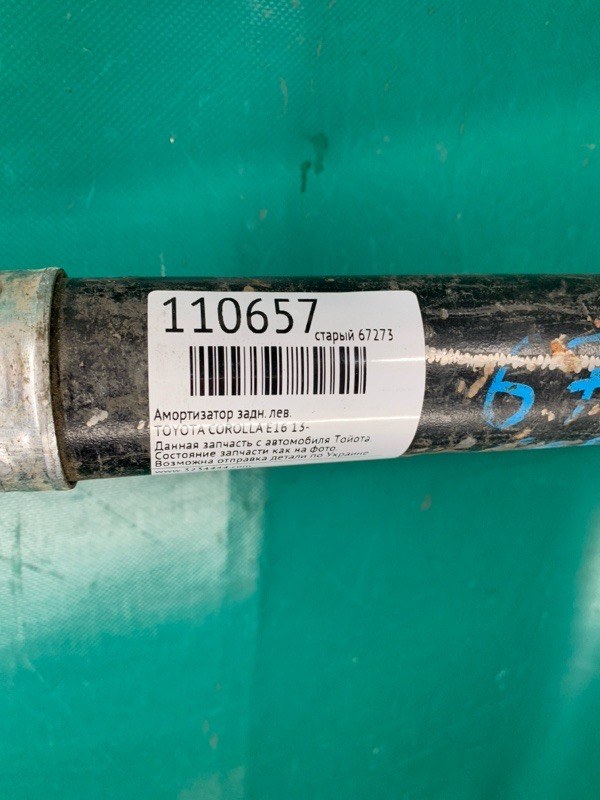 110657
старый 67273
Амортизатор задн. лев.
TOYOTA COROLLA E16 13-
Данная запчасть с автомобиля Тойота.
Состояние запчасти как на фото.
Возможна отправка детали по Украине
67